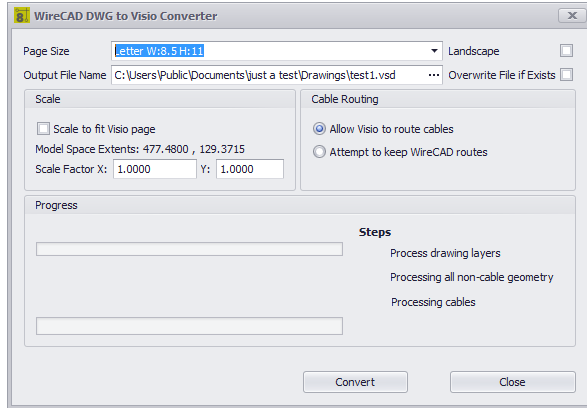 WireCAD DWG to Visio Converter
Page Size Letter W:8.5 H:11 Landscape
Output File Name C:\Users\Public\Documents\just a test\Drawings\test1.vsd ... Overwrite File if Exists
Scale
Scale to fit Visio page
Model Space Extents: 477.4800 , 129.3715
Scale Factor X: 1.0000 Y: 1.0000
Cable Routing
Allow Visio to route cables
Attempt to keep WireCAD routes
Progress
Steps
Process drawing layers
Processing all non-cable geometry
Processing cables
Convert Close